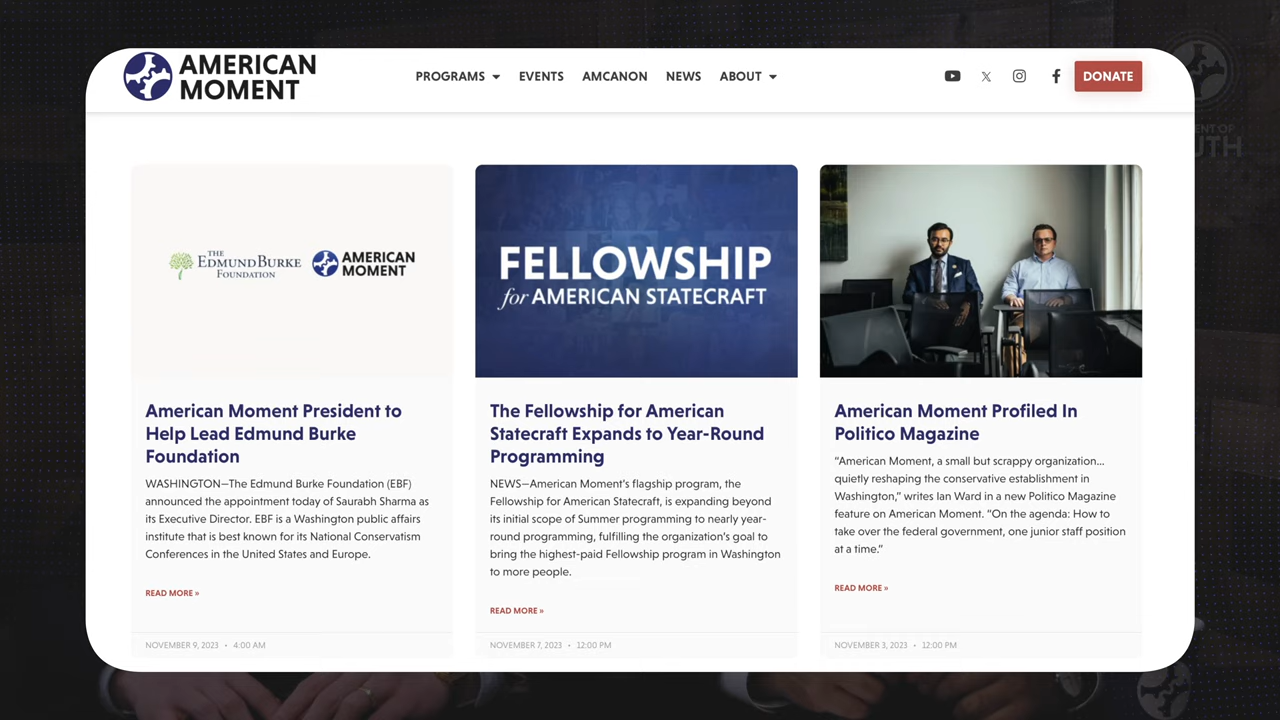 AMERICAN
MOMENT
PROGRAMS
EVENTS
AMCANON
NEWS
ABOUT
DONATE
THE
EDMUND BURKE
FOUNDATION
AMERICAN
MOMENT
American Moment President to
Help Lead Edmund Burke
Foundation
WASHINGTON—The Edmund Burke Foundation (EBF)
announced the appointment today of Saurabh Sharma as
its Executive Director. EBF is a Washington public affairs
institute that is best known for its National Conservatism
Conferences in the United States and Europe.
READ MORE »
NOVEMBER 9, 2023 • 4:00 AM
FELLOWSHIP
for AMERICAN STATECRAFT
The Fellowship for American
Statecraft Expands to Year-Round
Programming
NEWS—American Moment’s flagship program, the
Fellowship for American Statecraft, is expanding beyond
its initial scope of Summer programming to nearly year-
round programming, fulfilling the organization’s goal to
bring the highest-paid Fellowship program in Washington
to more people.
READ MORE »
NOVEMBER 7, 2023 • 12:00 PM
American Moment Profiled In
Politico Magazine
“American Moment, a small but scrappy organization...
quietly reshaping the conservative establishment in
Washington,” writes Ian Ward in a new Politico Magazine
feature on American Moment. “On the agenda: How to
take over the federal government, one junior staff position
at a time.”
READ MORE »
NOVEMBER 3, 2023 • 12:00 PM